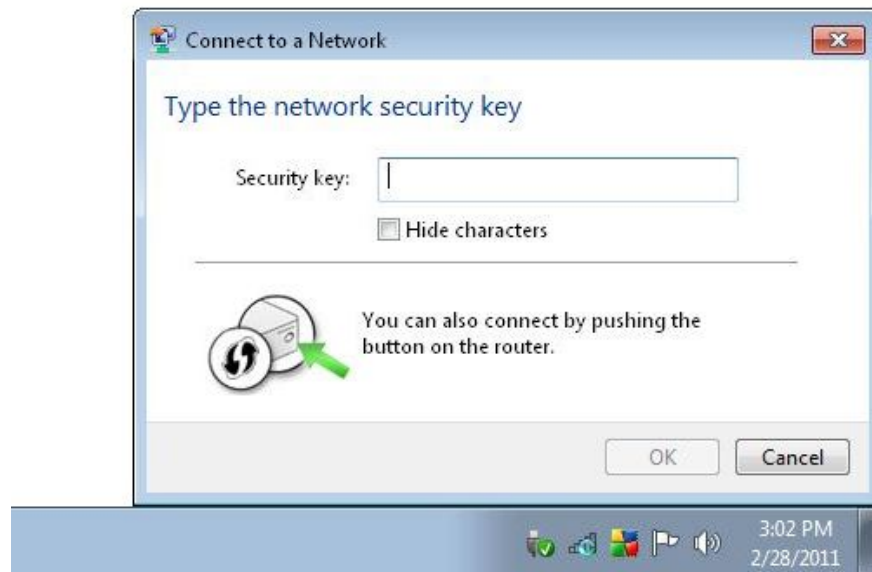 Connect to a Network
Type the network security key
Security key:
Hide characters
You can also connect by pushing the
button on the router.
OK
Cancel
3:02 PM
2/28/2011